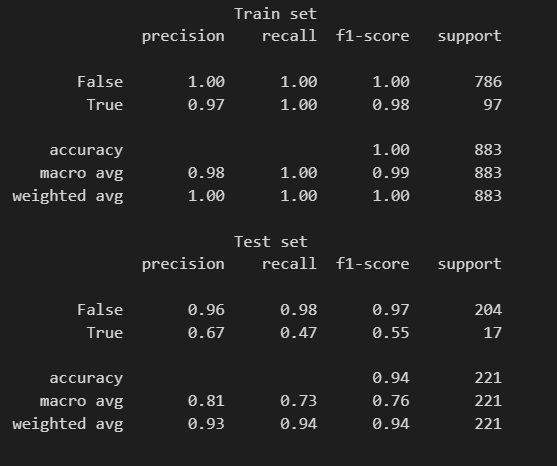 Train set
precision recall f1-score support
False 1.00 1.00 1.00 786
True 0.97 1.00 0.98 97
accuracy 1.00 883
macro avg 0.98 1.00 0.99 883
weighted avg 1.00 1.00 1.00 883
Test set
precision recall f1-score support
False 0.96 0.98 0.97 204
True 0.67 0.47 0.55 17
accuracy 0.94 221
macro avg 0.81 0.73 0.76 221
weighted avg 0.93 0.94 0.94 221